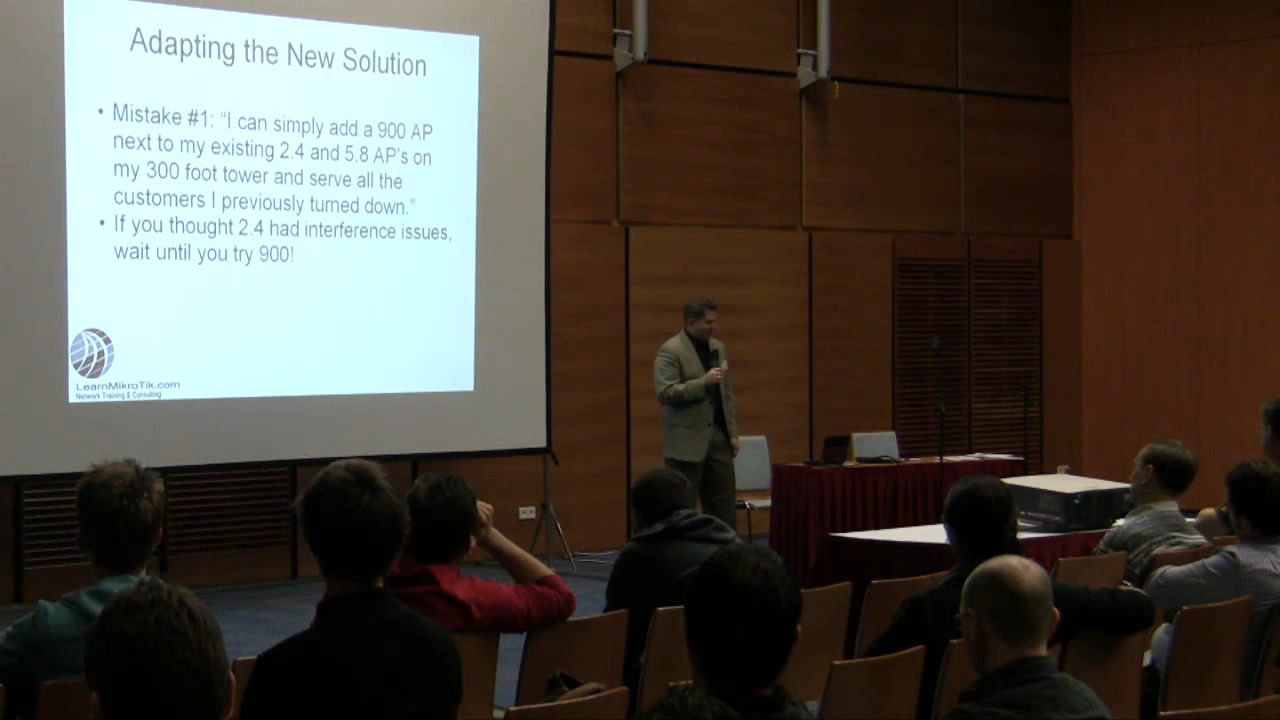 Adapting the New Solution
• Mistake #1: “I can simply add a 900 AP
next to my existing 2.4 and 5.8 AP’s on
my 300 foot tower and serve all the
customers I previously turned down.”
• If you thought 2.4 had interference issues,
wait until you try 900!
LearnMikroTik.com
Network Training & Consulting